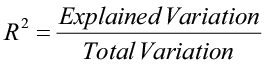 R² = Explained Variation / Total Variation